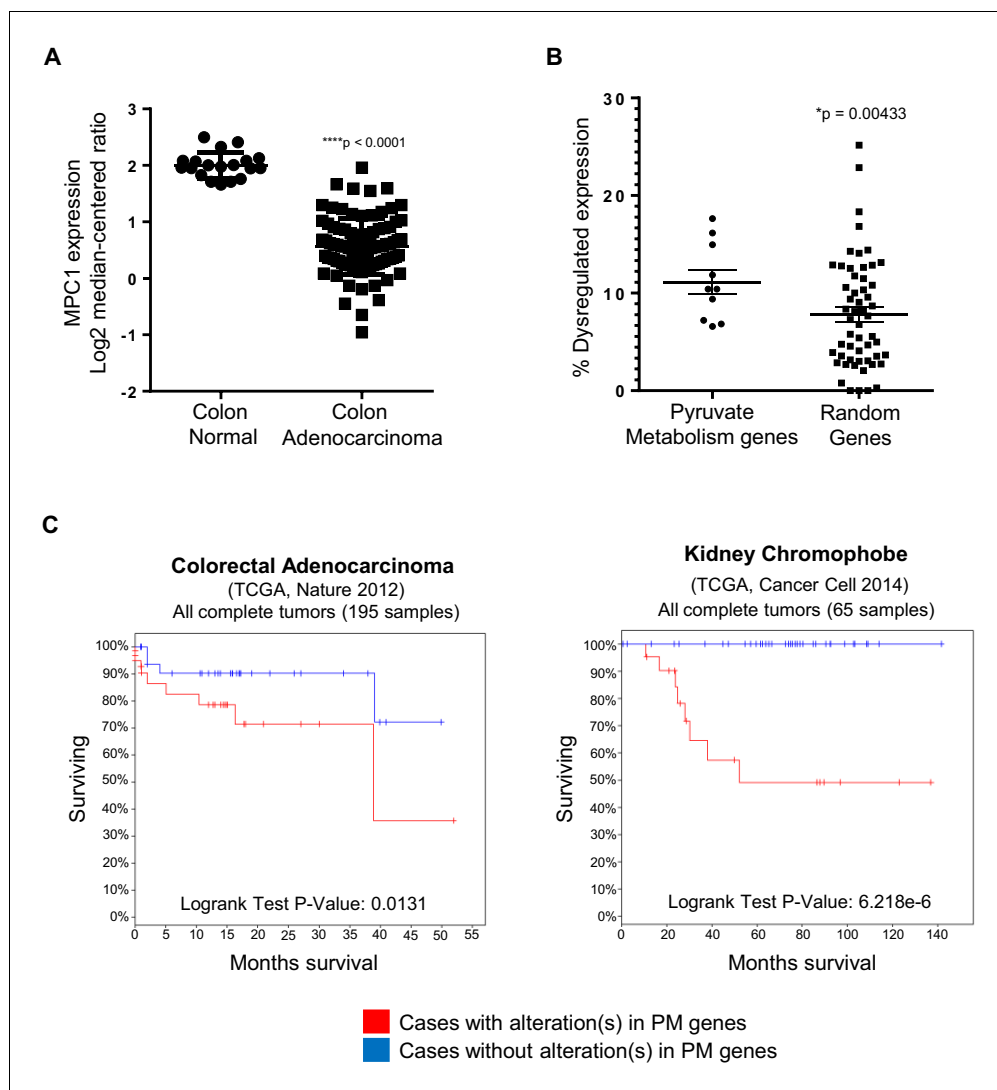 A
MPC1 expression
Log2 median-centered ratio
3
2
1
0
1
-2
****p < 0.0001
Colon
Normal
Colon
Adenocarcinoma
B
% Dysregulated expression
30
20
10
0
*p = 0.00433
Pyruvate
Metabolism genes
Random
Genes
C
Colorectal Adenocarcinoma
(TCGA, Nature 2012)
All complete tumors (195 samples)
Surviving
100%
90%
80%
70%
60%
50%
40%
30%
20%
10%
0%
Logrank Test P-Value: 0.0131
0 5 10 15 20 25 30 35 40 45 50 55
Months survival
Kidney Chromophobe
(TCGA, Cancer Cell 2014)
All complete tumors (65 samples)
Surviving
100%
90%
80%
70%
60%
50%
40%
30%
20%
10%
0%
Logrank Test P-Value: 6.218e-6
0 20 40 60 80 100 120 140
Months survival
Cases with alteration(s) in PM genes
Cases without alteration(s) in PM genes